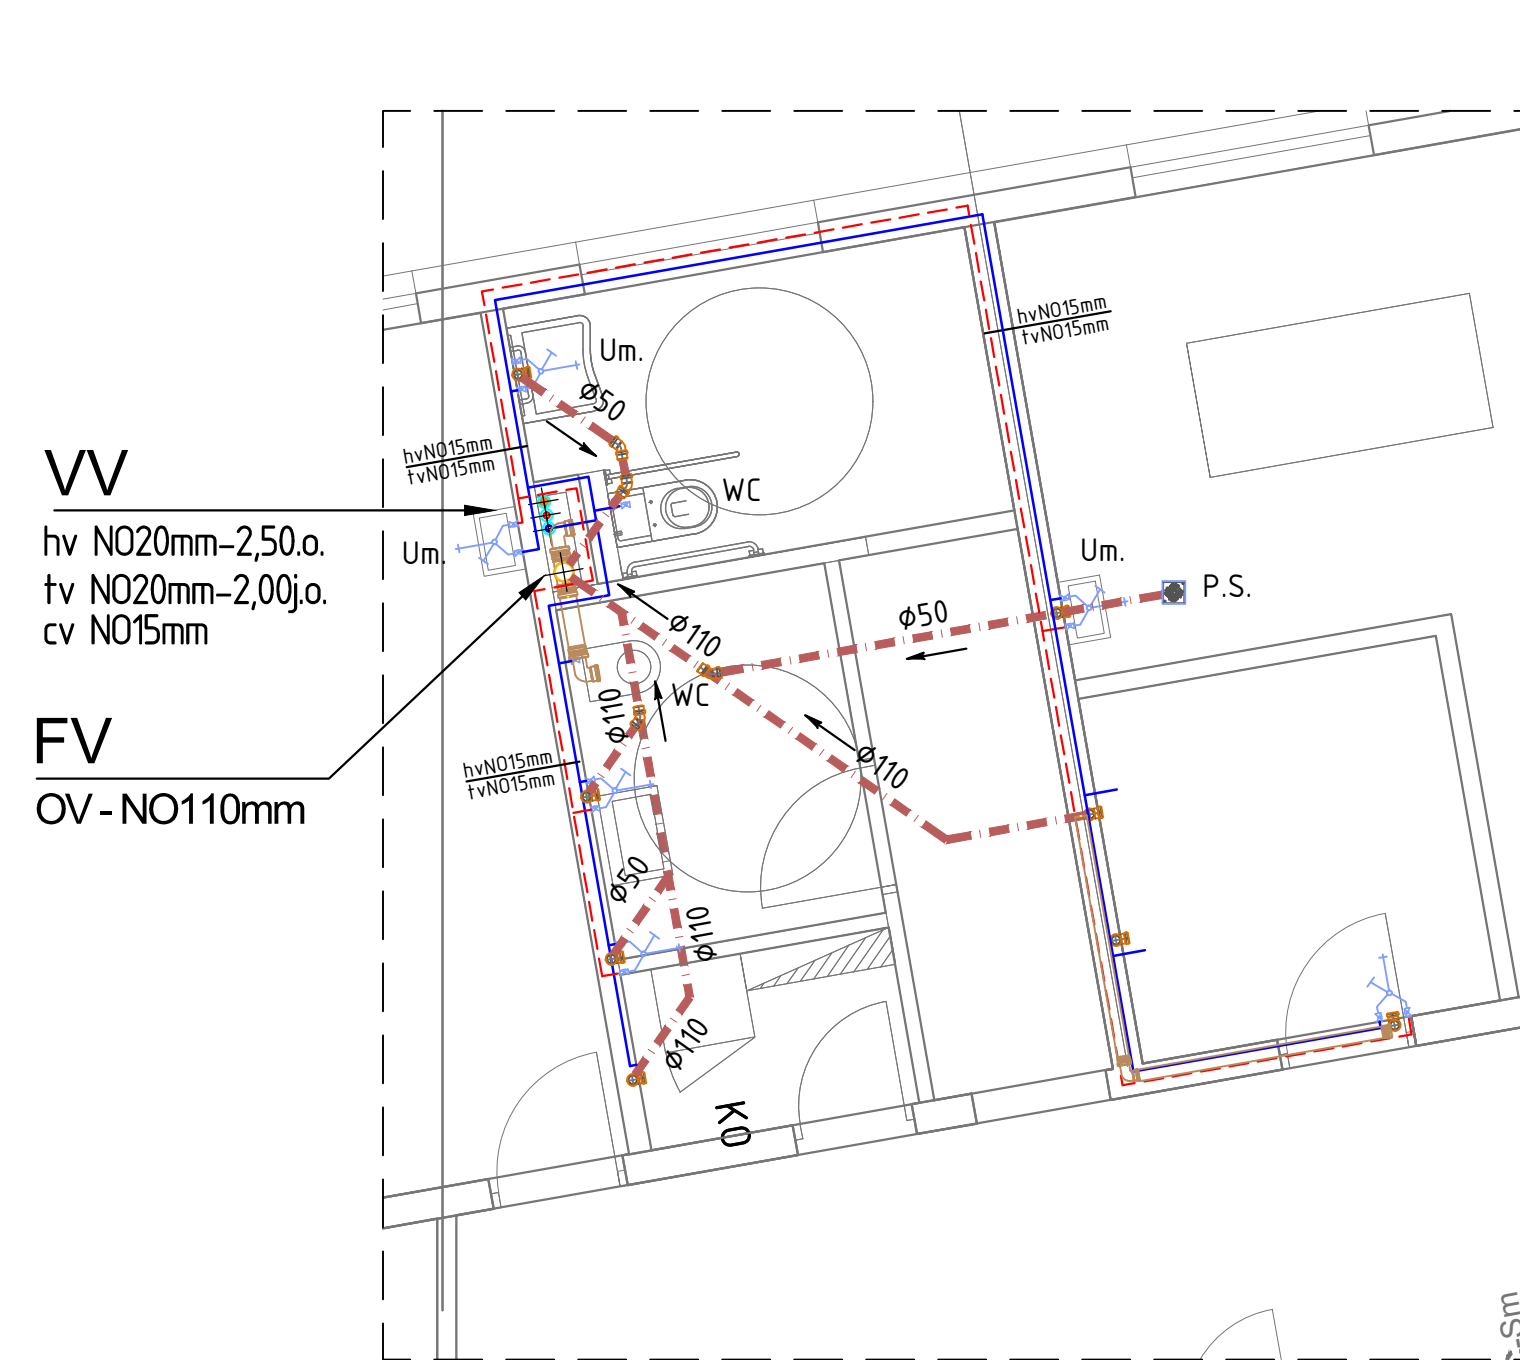 hvNO15mm
tvNO15mm
Um.
ø50
hvNO15mm
tvNO15mm
VV
hv NO20mm-2,50.o.
tv NO20mm-2,00j.o.
cv NO15mm
WC
Um.
Um.
P.S.
ø50
ø110
WC
ø110
FV
OV-NO110mm
hvNO15mm
tvNO15mm
ø110
ø50
ø110
ø110
KO